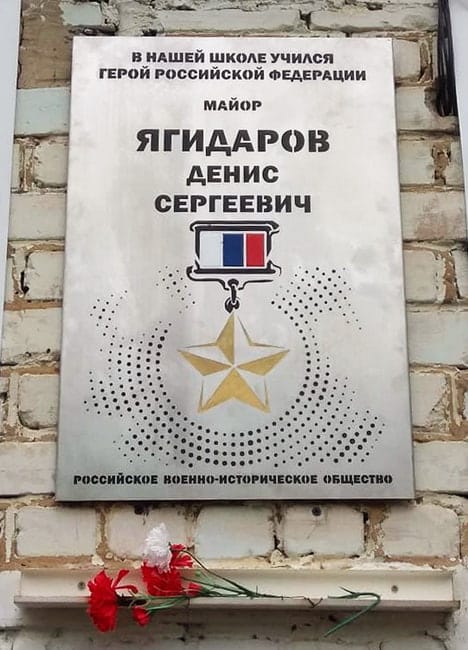 В НАШЕЙ ШКОЛЕ УЧИЛСЯ
ГЕРОЙ РОССИЙСКОЙ ФЕДЕРАЦИИ
МАЙОР
ЯГИДАРОВ
ДЕНИС
СЕРГЕЕВИЧ
РОССИЙСКОЕ ВОЕННО-ИСТОРИЧЕСКОЕ ОБЩЕСТВО